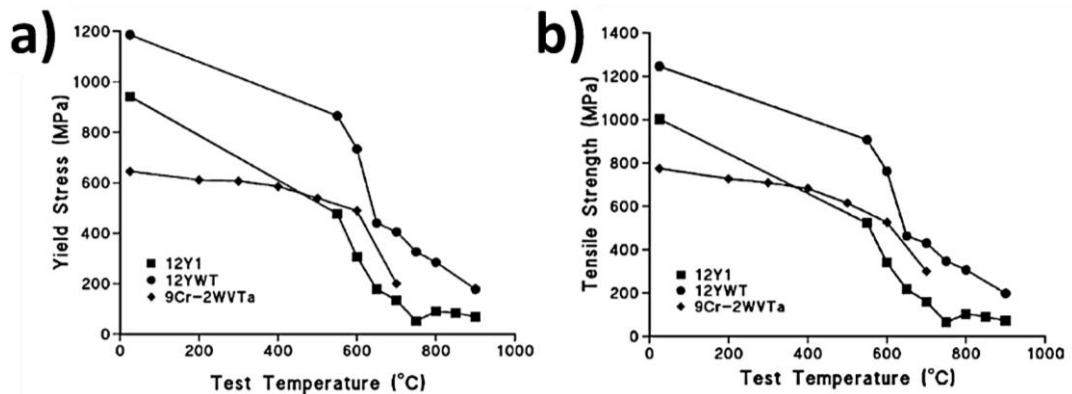 a)
1200
1000
800
600
400
200
0
Yield Stress (MPa)
12Y1
12YWT
9Cr-2WVTa
0 200 400 600 800 1000
Test Temperature (°C)
b)
1400
1200
1000
800
600
400
200
0
Tensile Strength (MPa)
12Y1
12YWT
9Cr-2WVTa
0 200 400 600 800 1000
Test Temperature (°C)